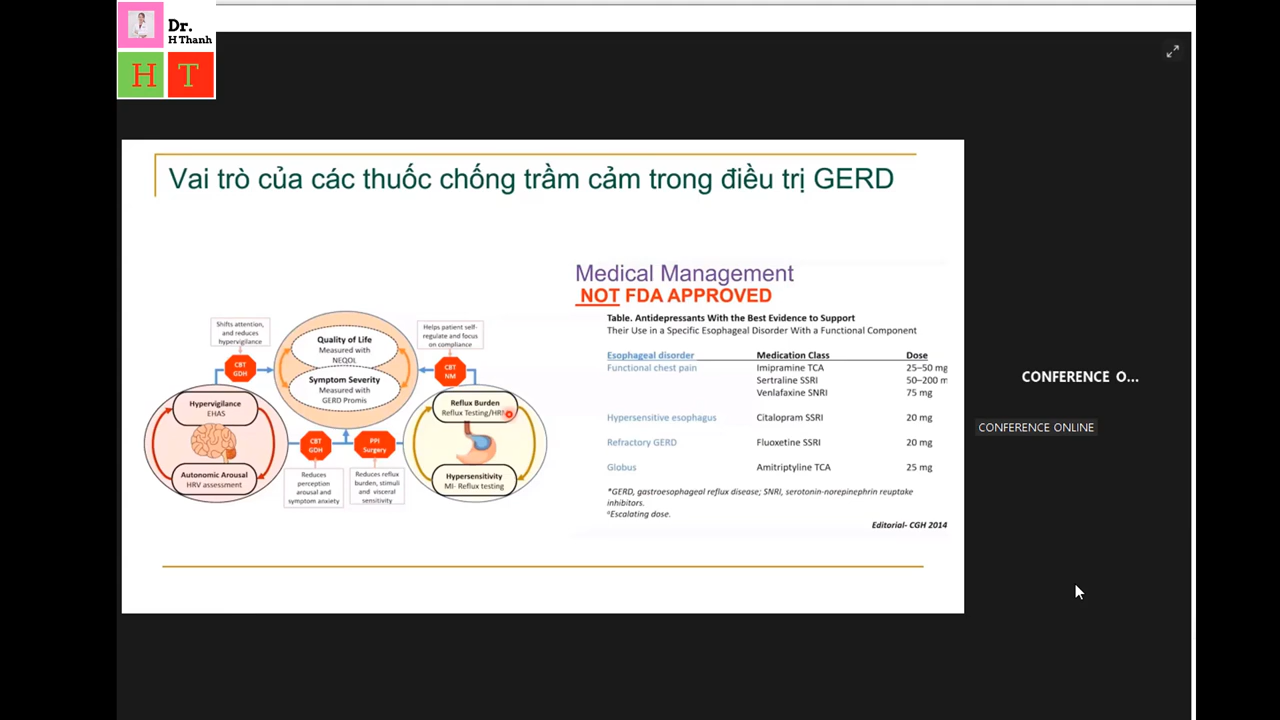 Dr.
H Thanh
H T
Vai trò của các thuốc chống trầm cảm trong điều trị GERD
Shifts attention,
and reduces
hypervigilance
CBT
GDH
Quality of Life
Measured with
NEQOL
Symptom Severity
Measured with
GERD Promis
Helps patient self-
regulate and focus
on compliance
CBT
NM
Hypervigilance
EHAS
Autonomic Arousal
HRV assessment
CBT
GDH
Reduces
perception
arousal and
symptom anxiety
PPI
Surgery
Reduces reflux
burden, stimuli
and visceral
sensitivity
Reflux Burden
Reflux Testing/HRM
Hypersensitivity
MI- Reflux testing
Medical Management
NOT FDA APPROVED
Table. Antidepressants With the Best Evidence to Support
Their Use in a Specific Esophageal Disorder With a Functional Component
Esophageal disorder Medication Class Dose
Functional chest pain Imipramine TCA 25–50 mg
Sertraline SSRI 50–200 m
Venlafaxine SNRI 75 mg
Hypersensitive esophagus Citalopram SSRI 20 mg
Refractory GERD Fluoxetine SSRI 20 mg
Globus Amitriptyline TCA 25 mg
*GERD, gastroesophageal reflux disease; SNRI, serotonin-norepinephrin reuptake
inhibitors.
ᵃEscalating dose.
Editorial- CGH 2014
CONFERENCE O...
CONFERENCE ONLINE